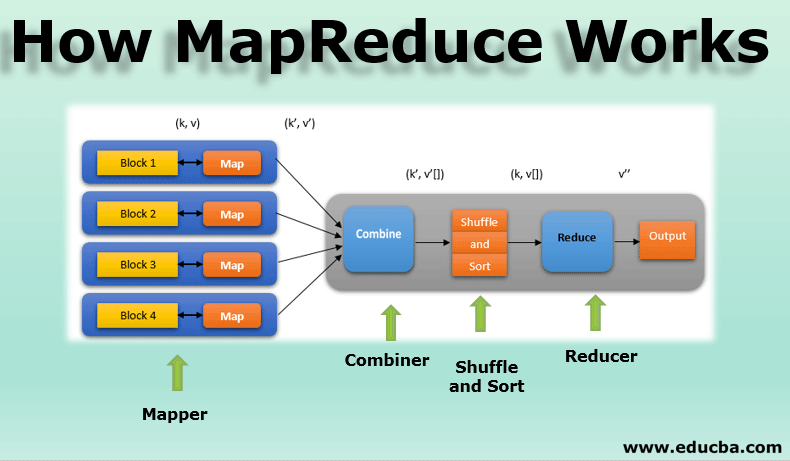 How MapReduce Works
(k, v)
(k’, v’)
Block 1
Map
Block 2
Map
Block 3
Map
Block 4
Map
(k’, v’[])
(k, v[])
v’’
Combine
Shuffle
and
Sort
Reduce
Output
Mapper
Combiner
Shuffle
and Sort
Reducer
www.educba.com